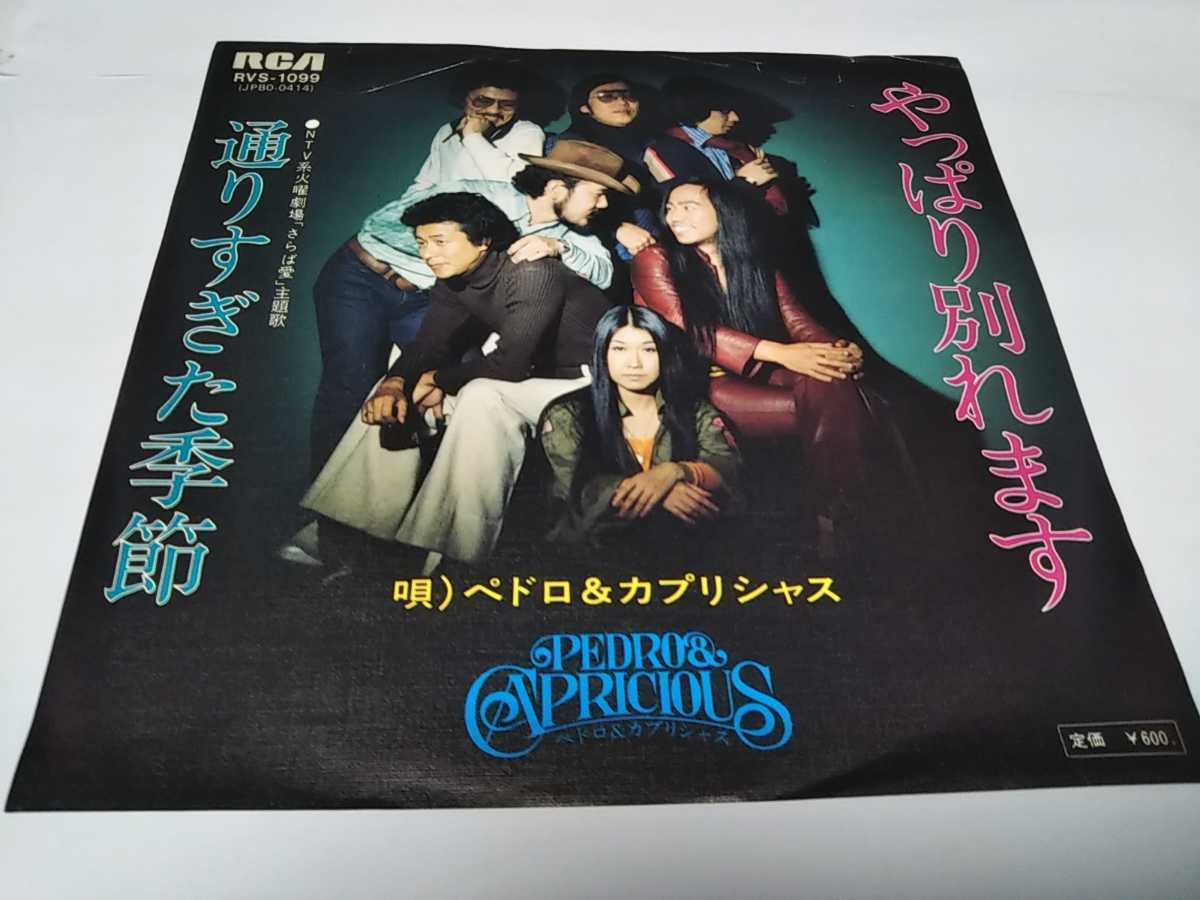 RCA
RVS-1099
(JPBO-0414)
やっぱり別れます
●NTV系火曜劇場「さらば愛」主題歌
通りすぎた季節
唄)ペドロ&カプリシャス
PEDRO &
CAPRICIOUS
ペドロ&カプリシャス
定価 ￥600.